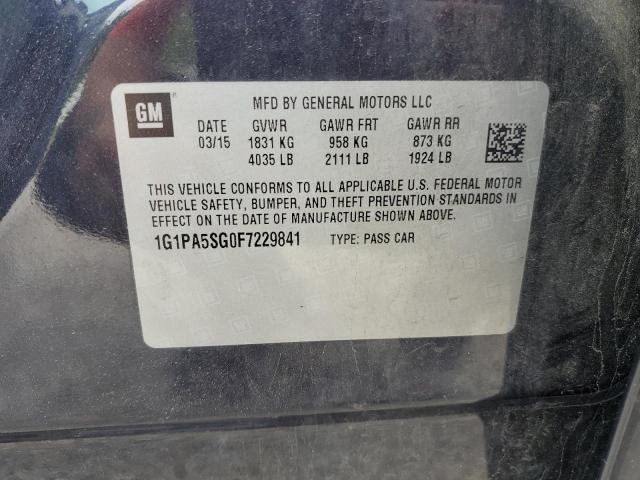 GM
MFD BY GENERAL MOTORS LLC
DATE GVWR GAWR FRT GAWR RR
03/15 1831 KG 958 KG 873 KG
4035 LB 2111 LB 1924 LB
THIS VEHICLE CONFORMS TO ALL APPLICABLE U.S. FEDERAL MOTOR
VEHICLE SAFETY, BUMPER, AND THEFT PREVENTION STANDARDS IN
EFFECT ON THE DATE OF MANUFACTURE SHOWN ABOVE.
1G1PA5SG0F7229841 TYPE: PASS CAR